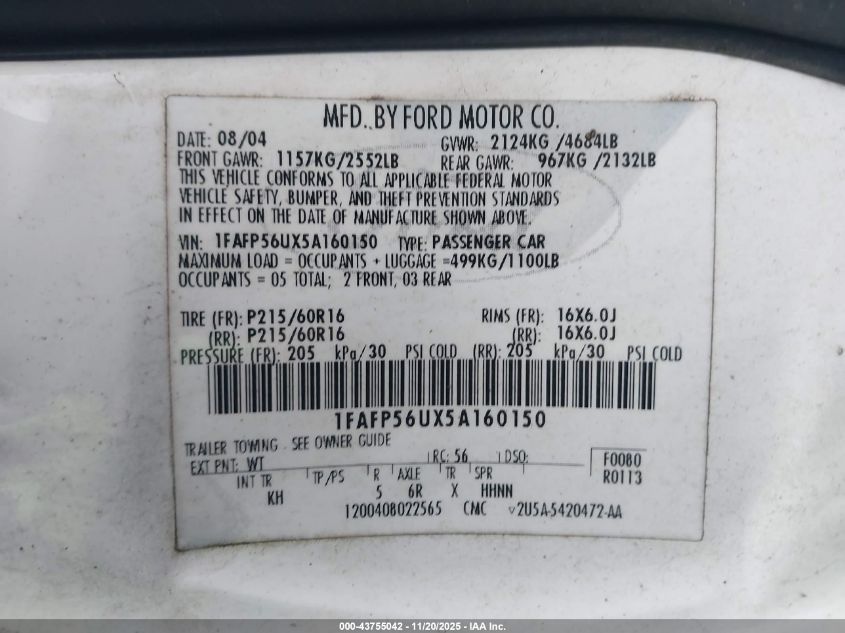 MFD. BY FORD MOTOR CO.
DATE: 08/04 GVWR: 2124KG /4684LB
FRONT GAWR: 1157KG/2552LB REAR GAWR: 967KG /2132LB
THIS VEHICLE CONFORMS TO ALL APPLICABLE FEDERAL MOTOR
VEHICLE SAFETY, BUMPER, AND THEFT PREVENTION STANDARDS
IN EFFECT ON THE DATE OF MANUFACTURE SHOWN ABOVE.
VIN: 1FAFP56UX5A160150 TYPE: PASSENGER CAR
MAXIMUM LOAD = OCCUPANTS + LUGGAGE =499KG/1100LB
OCCUPANTS = 05 TOTAL; 2 FRONT, 03 REAR
TIRE (FR): P215/60R16 RIMS (FR): 16X6.0J
(RR): P215/60R16 (RR): 16X6.0J
PRESSURE (FR): 205 kPa/30 PSI COLD (RR): 205 kPa/30 PSI COLD
1FAFP56UX5A160150
TRAILER TOWING - SEE OWNER GUIDE
EXT PNT: WT RC: 56 DSO: F0080
INT TR TP/PS R AXLE TR SPR R0113
KH 5 6R X HHNN
1200408022565 CMC v2U5A-5420472-AA
000-43755042 - 11/20/2025 - IAA Inc.